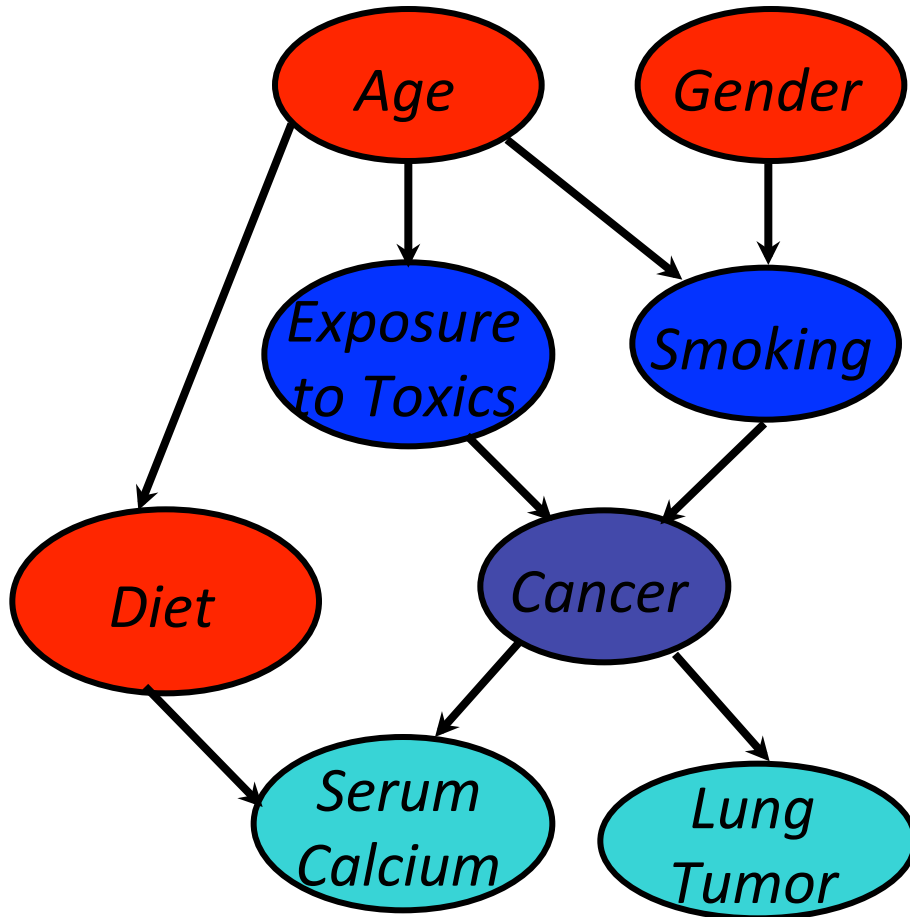 Age
Gender
Exposure
to Toxics
Smoking
Diet
Cancer
Serum
Calcium
Lung
Tumor